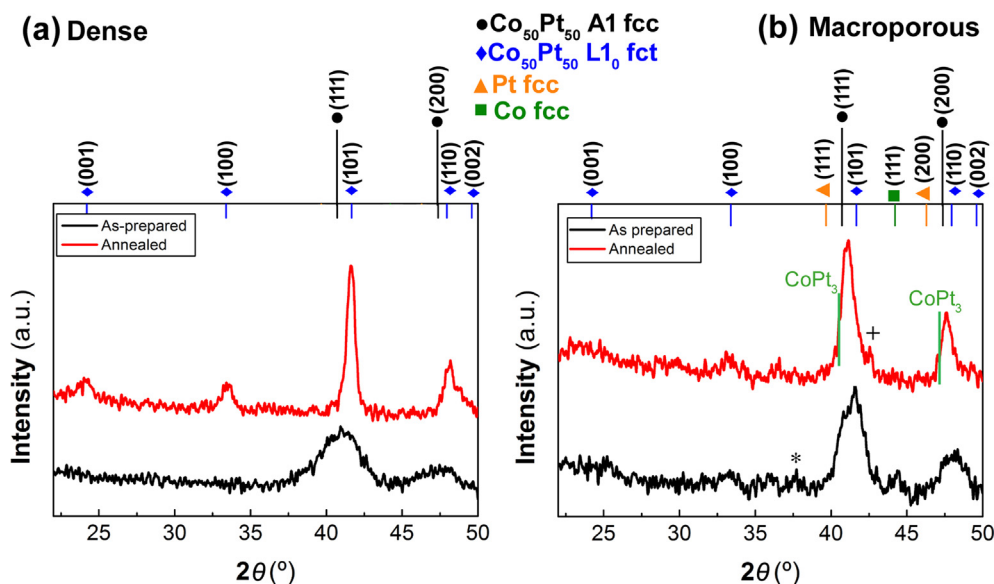 (a) Dense
● Co50Pt50 A1 fcc
♦ Co50Pt50 L10 fct
▲ Pt fcc
■ Co fcc
(b) Macroporous
(001)
(100)
(111)
(101)
(200)
(110)
(002)
As-prepared
Annealed
Intensity (a.u.)
25 30 35 40 45 50
2θ (º)
(001)
(100)
(111)
(111)
(101)
(111)
(200)
(200)
(110)
(002)
As prepared
Annealed
CoPt3
CoPt3
+
*
Intensity (a.u.)
25 30 35 40 45 50
2θ (º)